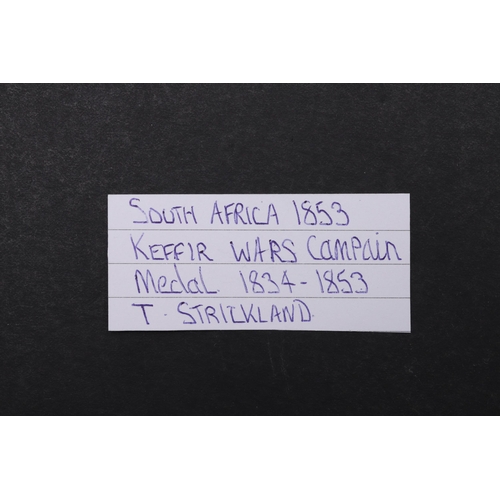 SOUTH AFRICA 1853
KEFFIR WARS Campain
Medal 1834-1853
T. STRICKLAND.